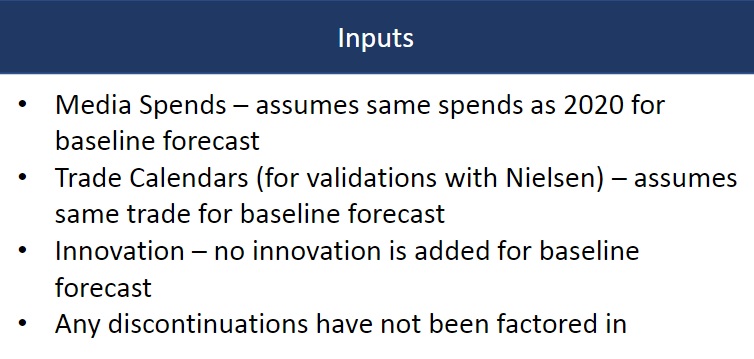 Inputs
• Media Spends – assumes same spends as 2020 for
baseline forecast
• Trade Calendars (for validations with Nielsen) – assumes
same trade for baseline forecast
• Innovation – no innovation is added for baseline
forecast
• Any discontinuations have not been factored in